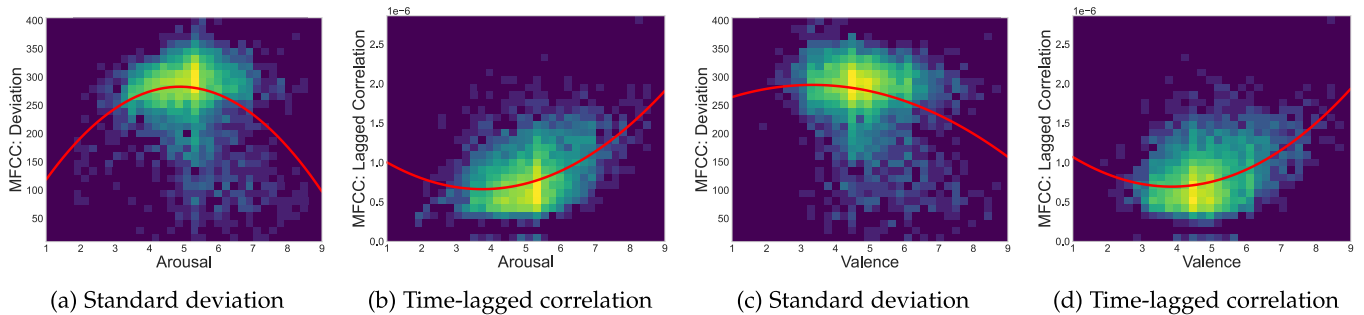 MFCC: Deviation
400
350
300
250
200
150
100
50
1 2 3 4 5 6 7 8 9
Arousal
(a) Standard deviation
1e−6
MFCC: Lagged Correlation
2.5
2.0
1.5
1.0
0.5
0.0
1 2 3 4 5 6 7 8 9
Arousal
(b) Time-lagged correlation
MFCC: Deviation
400
350
300
250
200
150
100
50
1 2 3 4 5 6 7 8 9
Valence
(c) Standard deviation
1e−6
MFCC: Lagged Correlation
2.5
2.0
1.5
1.0
0.5
0.0
1 2 3 4 5 6 7 8 9
Valence
(d) Time-lagged correlation